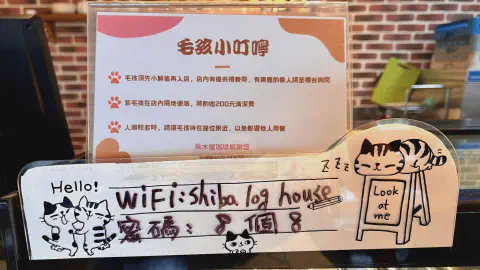 毛孩小叮嚀
毛孩須先小解後再入店，店內有提供禮貌帶，有需要的客人請至櫃台詢問
若毛孩在店內隨地便溺，將酌收200元清潔費
人潮較多時，請讓毛孩待在座位附近，以免影響他人用餐
柴木屋咖啡感謝您
Hello!
WiFi:shiba log house
密碼：8個8
Z Z Z
Look
at
me